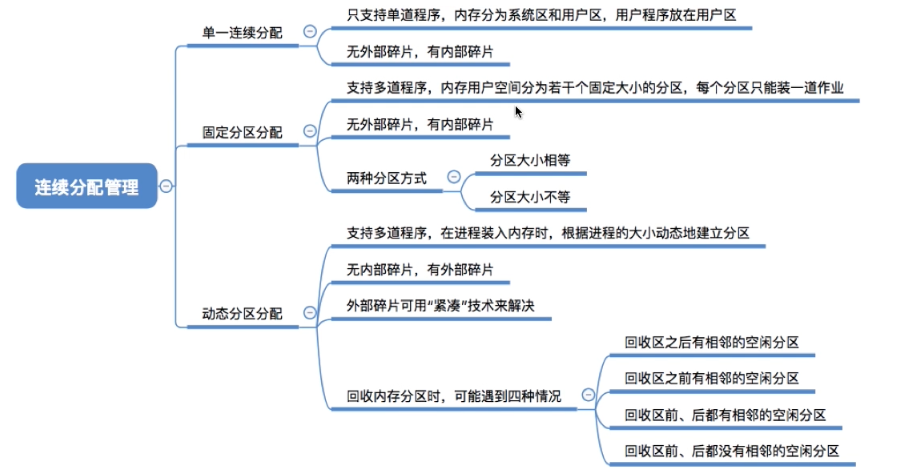 单一连续分配
只支持单道程序，内存分为系统区和用户区，用户程序放在用户区
无外部碎片，有内部碎片
支持多道程序，内存用户空间分为若干个固定大小的分区，每个分区只能装一道作业
固定分区分配
无外部碎片，有内部碎片
两种分区方式
分区大小相等
分区大小不等
连续分配管理
动态分区分配
支持多道程序，在进程装入内存时，根据进程的大小动态地建立分区
无内部碎片，有外部碎片
外部碎片可用“紧凑”技术来解决
回收内存分区时，可能遇到四种情况
回收区之后有相邻的空闲分区
回收区之前有相邻的空闲分区
回收区前、后都有相邻的空闲分区
回收区前、后都没有相邻的空闲分区